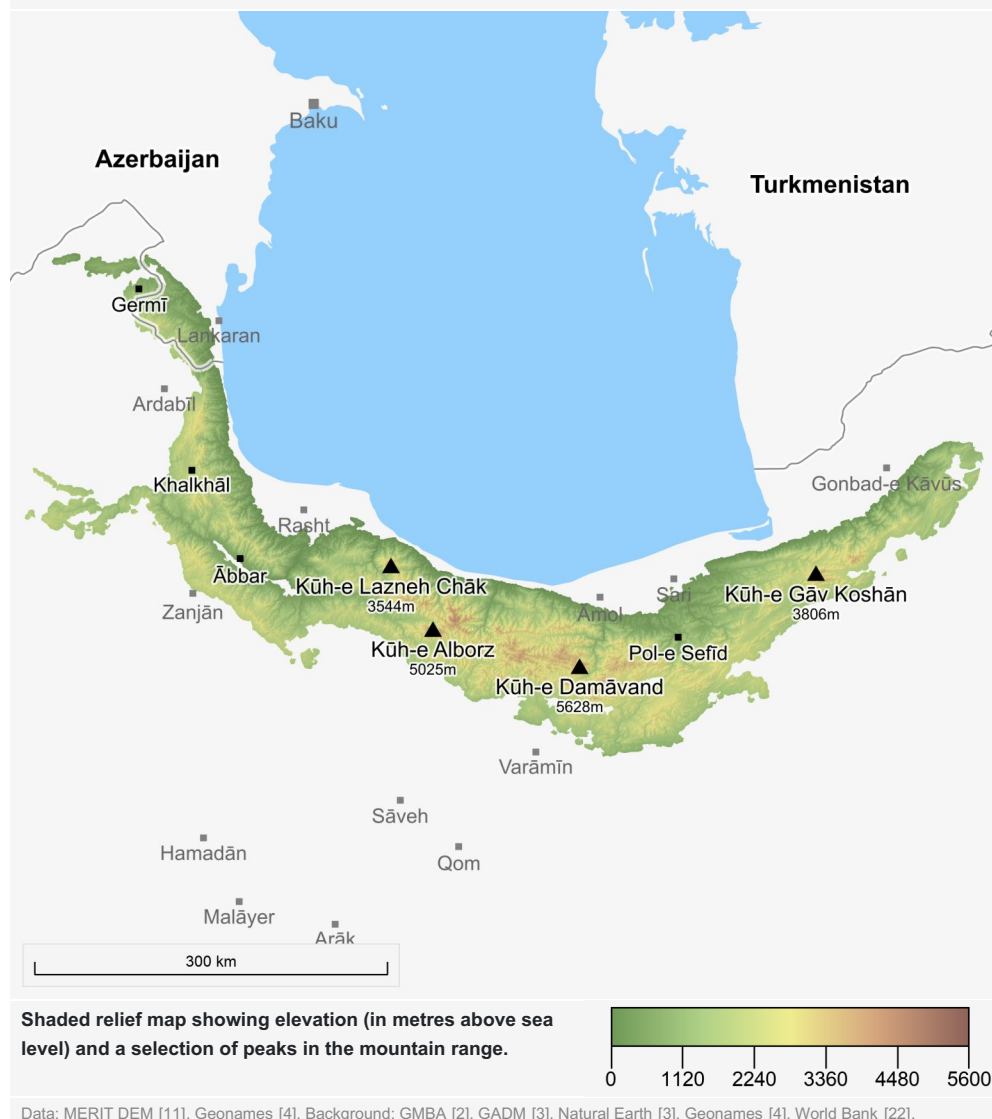 Baku
Azerbaijan
Turkmenistan
Germī
Lankaran
Ardabīl
Khalkhāl
Gonbad-e Kāvūs
Rasht
Ābbar
Kūh-e Lazneh Chāk
3544m
Kūh-e Gāv Koshān
3806m
Zanjān
Āmol
Sārī
Kūh-e Alborz
5025m
Pol-e Sefīd
Kūh-e Damāvand
5628m
Varāmīn
Sāveh
Hamadān
Qom
Malāyer
Arāk
300 km
Shaded relief map showing elevation (in metres above sea
level) and a selection of peaks in the mountain range.
0 1120 2240 3360 4480 5600
Data: MERIT DEM [11], Geonames [4]. Background: GMBA [2], GADM [3], Natural Earth [3], Geonames [4], World Bank [22].